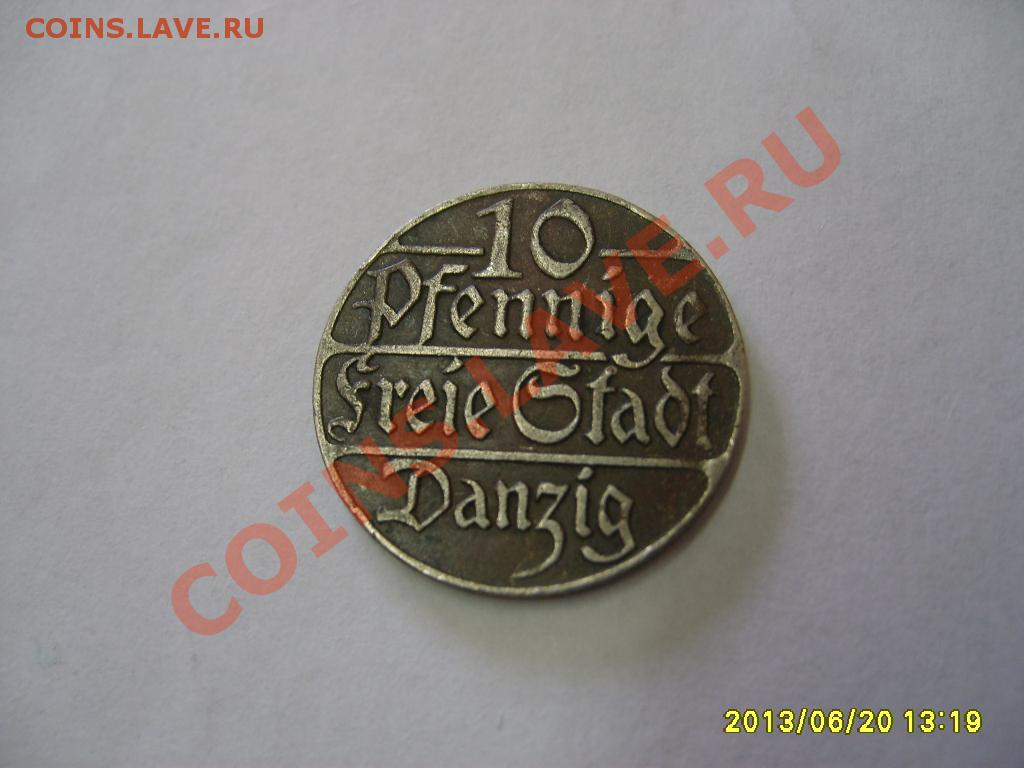 COINS.LAVE.RU
10
Pfennige
Freie Stadt
Danzig
COINS.LAVE.RU
2013/06/20 13:19